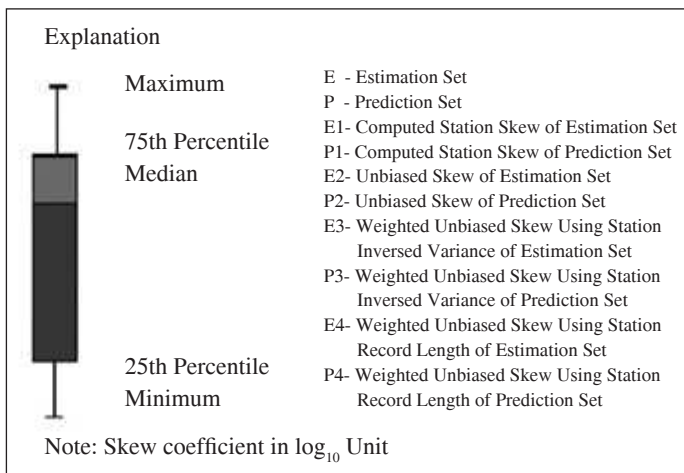 Explanation
Maximum
75th Percentile
Median
25th Percentile
Minimum
E - Estimation Set
P - Prediction Set
E1- Computed Station Skew of Estimation Set
P1- Computed Station Skew of Prediction Set
E2- Unbiased Skew of Estimation Set
P2- Unbiased Skew of Prediction Set
E3- Weighted Unbiased Skew Using Station
Inversed Variance of Estimation Set
P3- Weighted Unbiased Skew Using Station
Inversed Variance of Prediction Set
E4- Weighted Unbiased Skew Using Station
Record Length of Estimation Set
P4- Weighted Unbiased Skew Using Station
Record Length of Prediction Set
Note: Skew coefficient in log₁₀ Unit